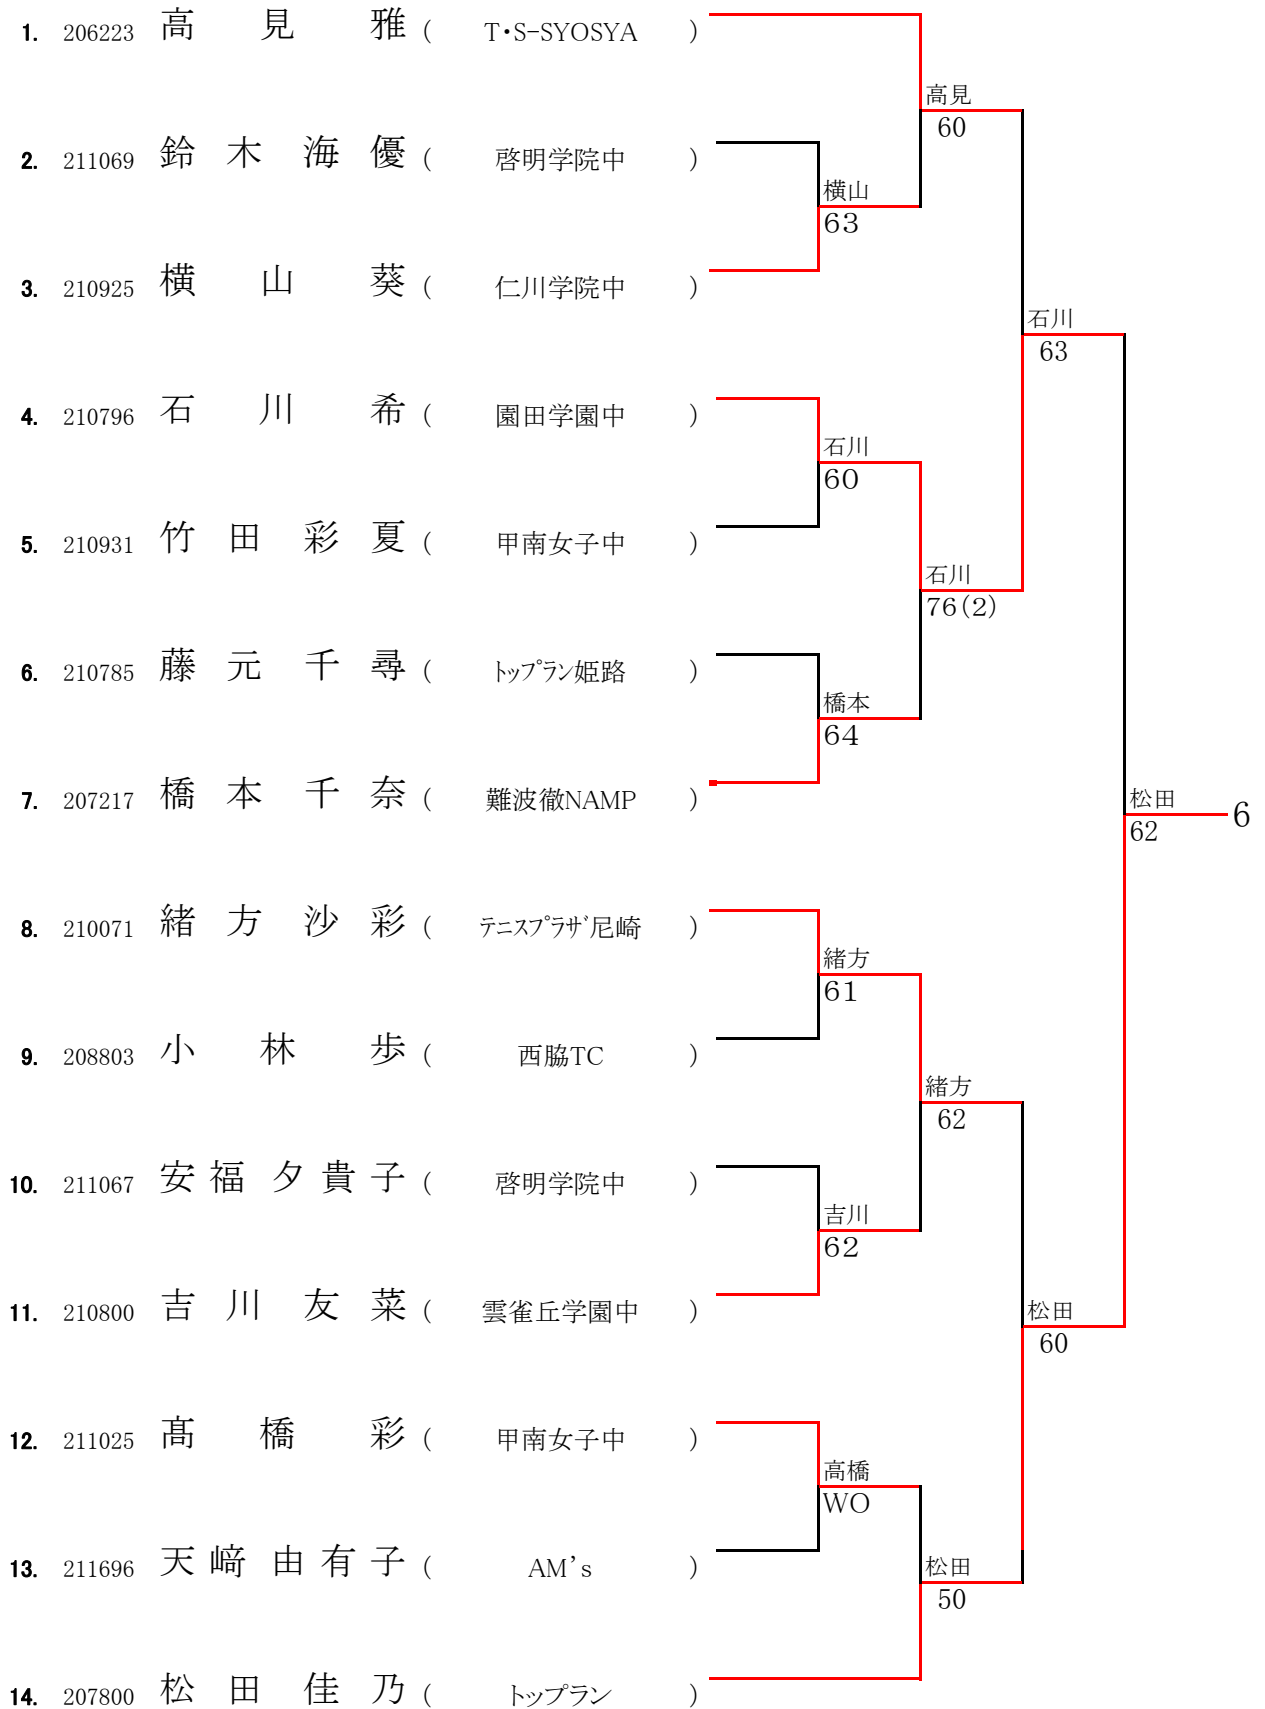 1. 206223 高見 雅 ( T・S-SYOSYA )
高見
60
2. 211069 鈴木 海優 ( 啓明学院中 )
横山
63
3. 210925 横山 葵 ( 仁川学院中 )
石川
63
4. 210796 石川 希 ( 園田学園中 )
石川
60
5. 210931 竹田 彩夏 ( 甲南女子中 )
石川
76(2)
6. 210785 藤元 千尋 ( トップラン姫路 )
橋本
64
7. 207217 橋本 千奈 ( 難波徹NAMP )
松田
62
6
8. 210071 緒方 沙彩 ( テニスプラザ尼崎 )
緒方
61
9. 208803 小林 歩 ( 西脇TC )
緒方
62
10. 211067 安福 夕貴子 ( 啓明学院中 )
吉川
62
11. 210800 吉川 友菜 ( 雲雀丘学園中 )
松田
60
12. 211025 髙橋 彩 ( 甲南女子中 )
高橋
WO
13. 211696 天﨑 由有子 ( AM's )
松田
50
14. 207800 松田 佳乃 ( トップラン )